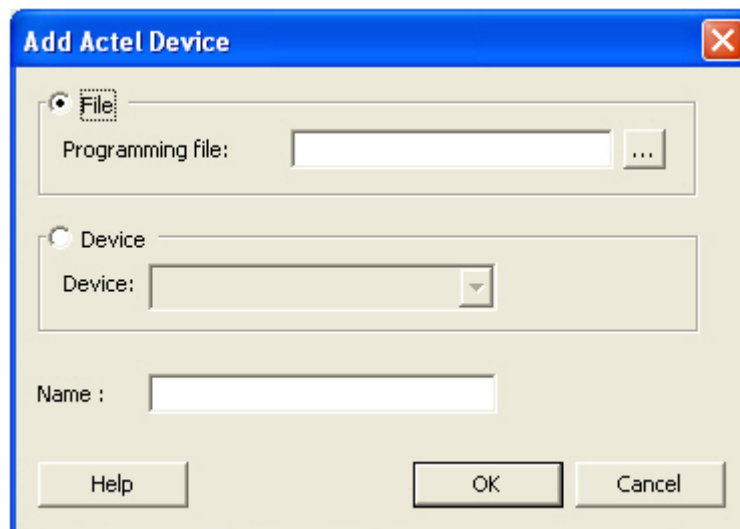 Add Actel Device
File
Programming file:
...
Device
Device:
Name :
Help OK Cancel